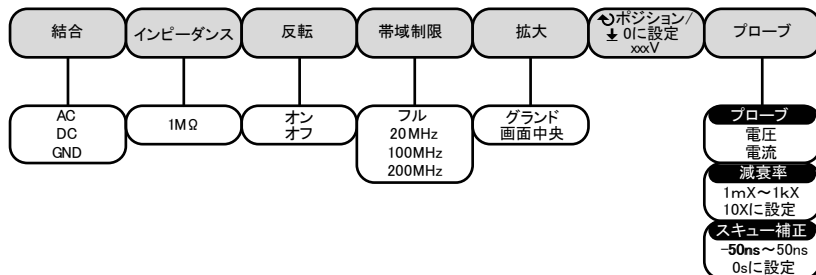 結合
インピーダンス
反転
帯域制限
拡大
ポジション/
0に設定
xxxV
プローブ
AC
DC
GND
1MΩ
オン
オフ
フル
20MHz
100MHz
200MHz
グランド
画面中央
プローブ
電圧
電流
減衰率
1mX～1kX
10Xに設定
スキュー補正
-50ns～50ns
0sに設定